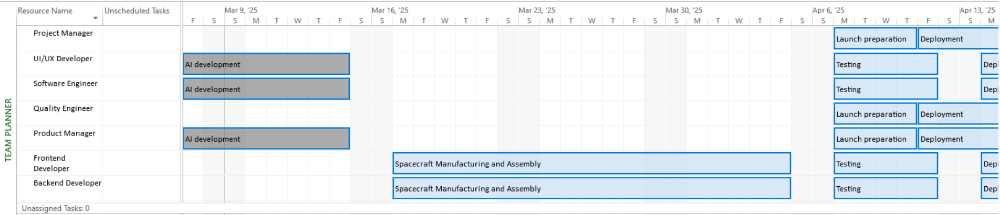 Resource Name
Unscheduled Tasks
Mar 9, '25
Mar 16, '25
Mar 23, '25
Mar 30, '25
Apr 6, '25
Apr 13, '25
F S S M T W T F S S M T W T F S S M T W T F S S M T W T F S S M T W T F S S M
TEAM PLANNER
Project Manager
Launch preparation
Deployment
UI/UX Developer
AI development
Testing
Depl
Software Engineer
AI development
Testing
Depl
Quality Engineer
Launch preparation
Deployment
Product Manager
AI development
Launch preparation
Deployment
Frontend
Developer
Spacecraft Manufacturing and Assembly
Testing
Depl
Backend Developer
Spacecraft Manufacturing and Assembly
Testing
Depl
Unassigned Tasks: 0